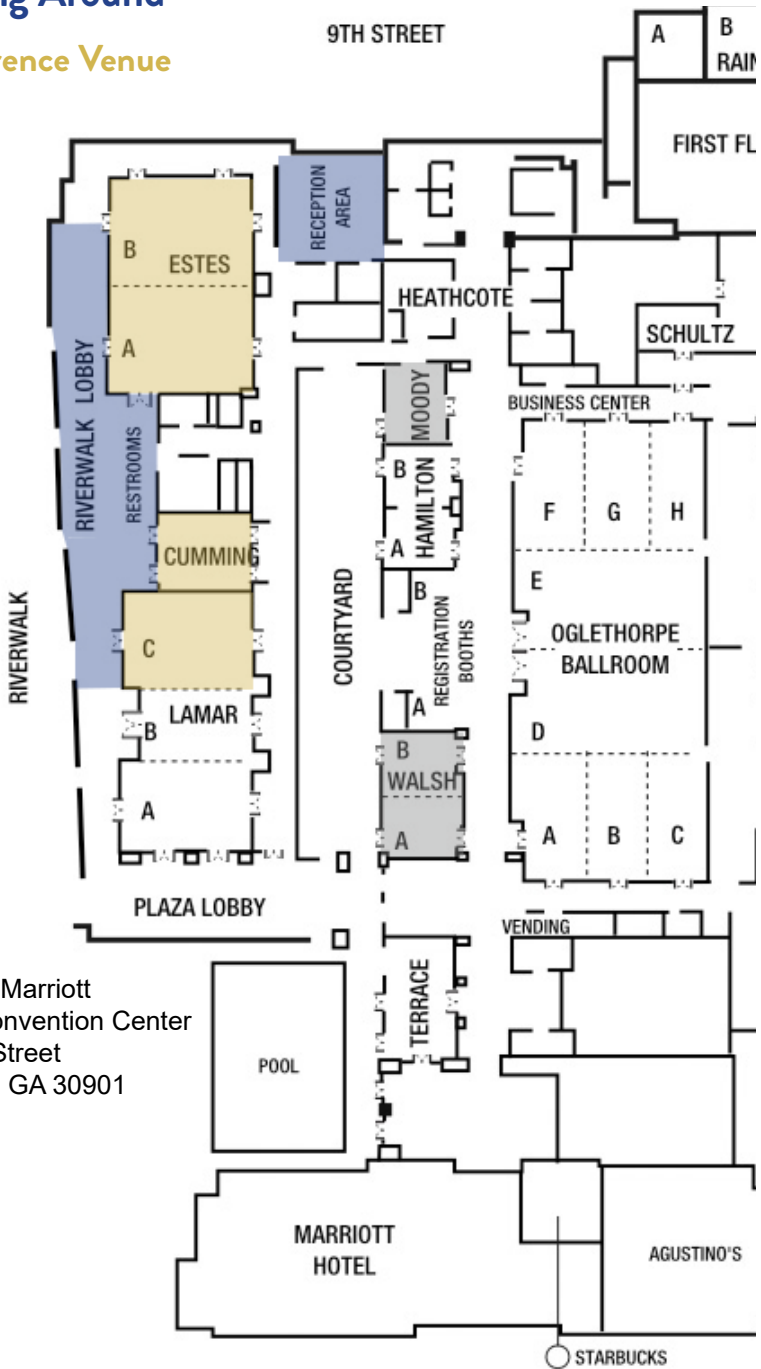 ng Around
rence Venue
9TH STREET
A
B
RAIN
FIRST FL
RECEPTION
AREA
B
ESTES
A
HEATHCOTE
SCHULTZ
RIVERWALK LOBBY
RESTROOMS
MOODY
BUSINESS CENTER
B
HAMILTON
A
F
G
H
CUMMING
B
REGISTRATION
BOOTHS
A
E
OGLETHORPE
BALLROOM
RIVERWALK
COURTYARD
C
LAMAR
B
A
D
B
WALSH
A
A
B
C
PLAZA LOBBY
VENDING
Marriott
onvention Center
Street
GA 30901
POOL
TERRACE
MARRIOTT
HOTEL
AGUSTINO'S
STARBUCKS